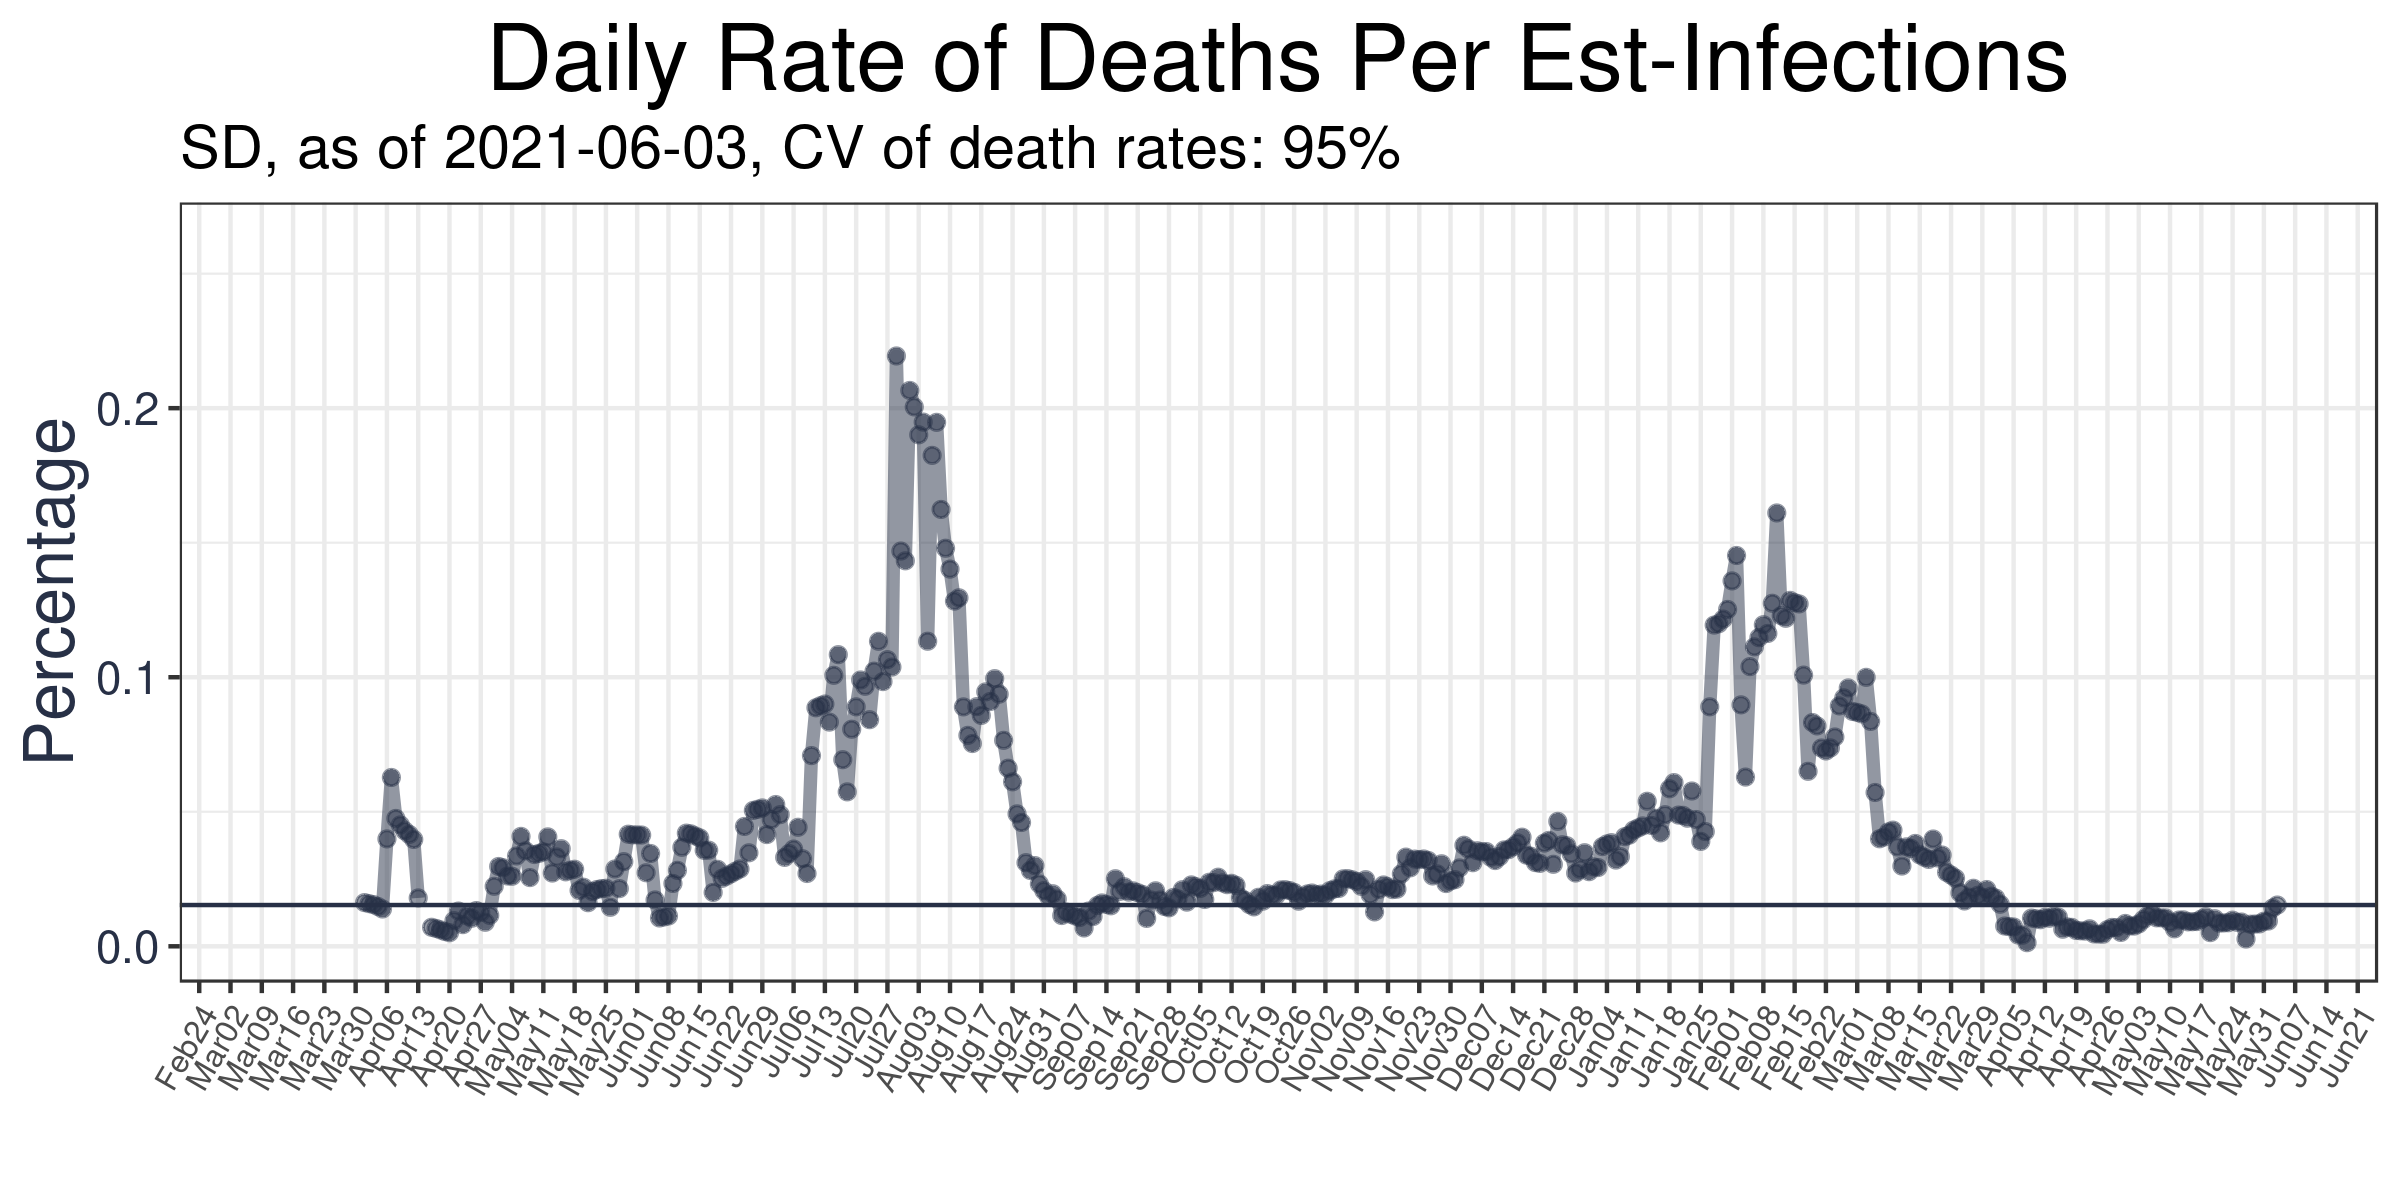 Daily Rate of Deaths Per Est-Infections
SD, as of 2021-06-03, CV of death rates: 95%
Percentage
0.2
0.1
0.0
Feb24
Mar02
Mar09
Mar16
Mar23
Mar30
Apr06
Apr13
Apr20
Apr27
May04
May11
May18
May25
Jun01
Jun08
Jun15
Jun22
Jun29
Jul06
Jul13
Jul20
Jul27
Aug03
Aug10
Aug17
Aug24
Aug31
Sep07
Sep14
Sep21
Sep28
Oct05
Oct12
Oct19
Oct26
Nov02
Nov09
Nov16
Nov23
Nov30
Dec07
Dec14
Dec21
Dec28
Jan04
Jan11
Jan18
Jan25
Feb01
Feb08
Feb15
Feb22
Mar01
Mar08
Mar15
Mar22
Mar29
Apr05
Apr12
Apr19
Apr26
May03
May10
May17
May24
May31
Jun07
Jun14
Jun21